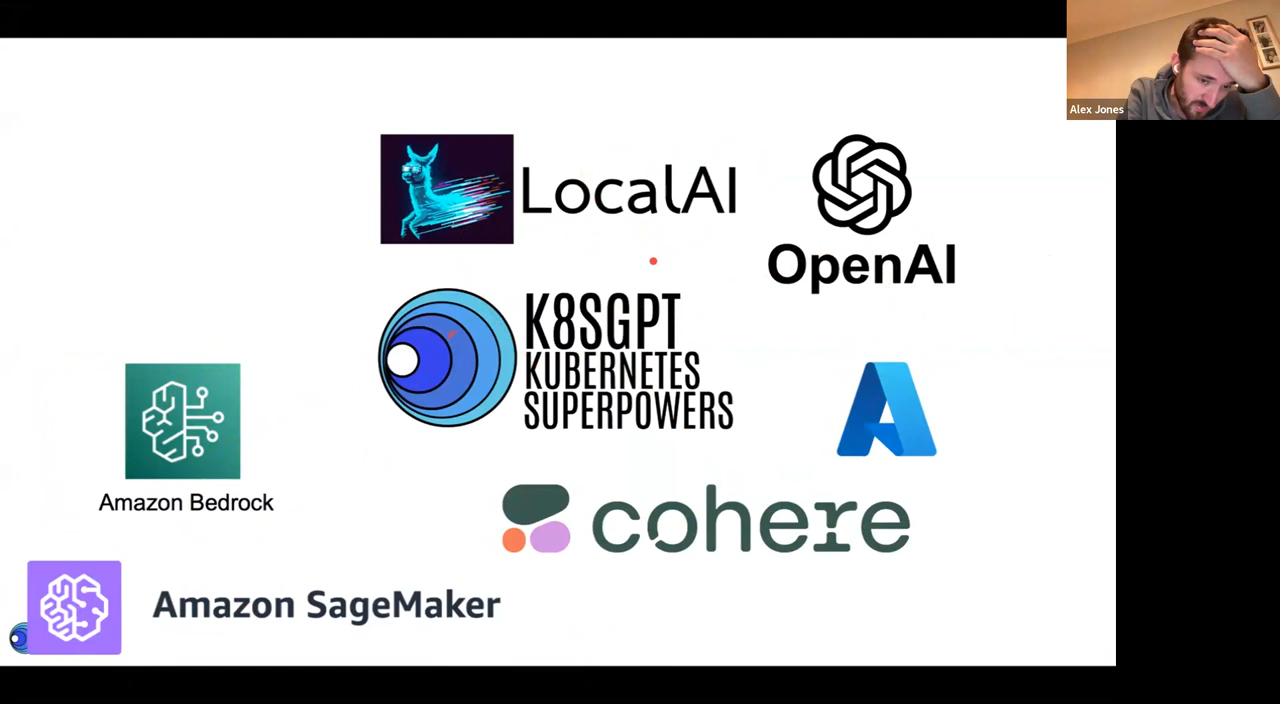 Alex Jones
LocalAI
OpenAI
K8SGPT
KUBERNETES
SUPERPOWERS
Amazon Bedrock
cohere
Amazon SageMaker